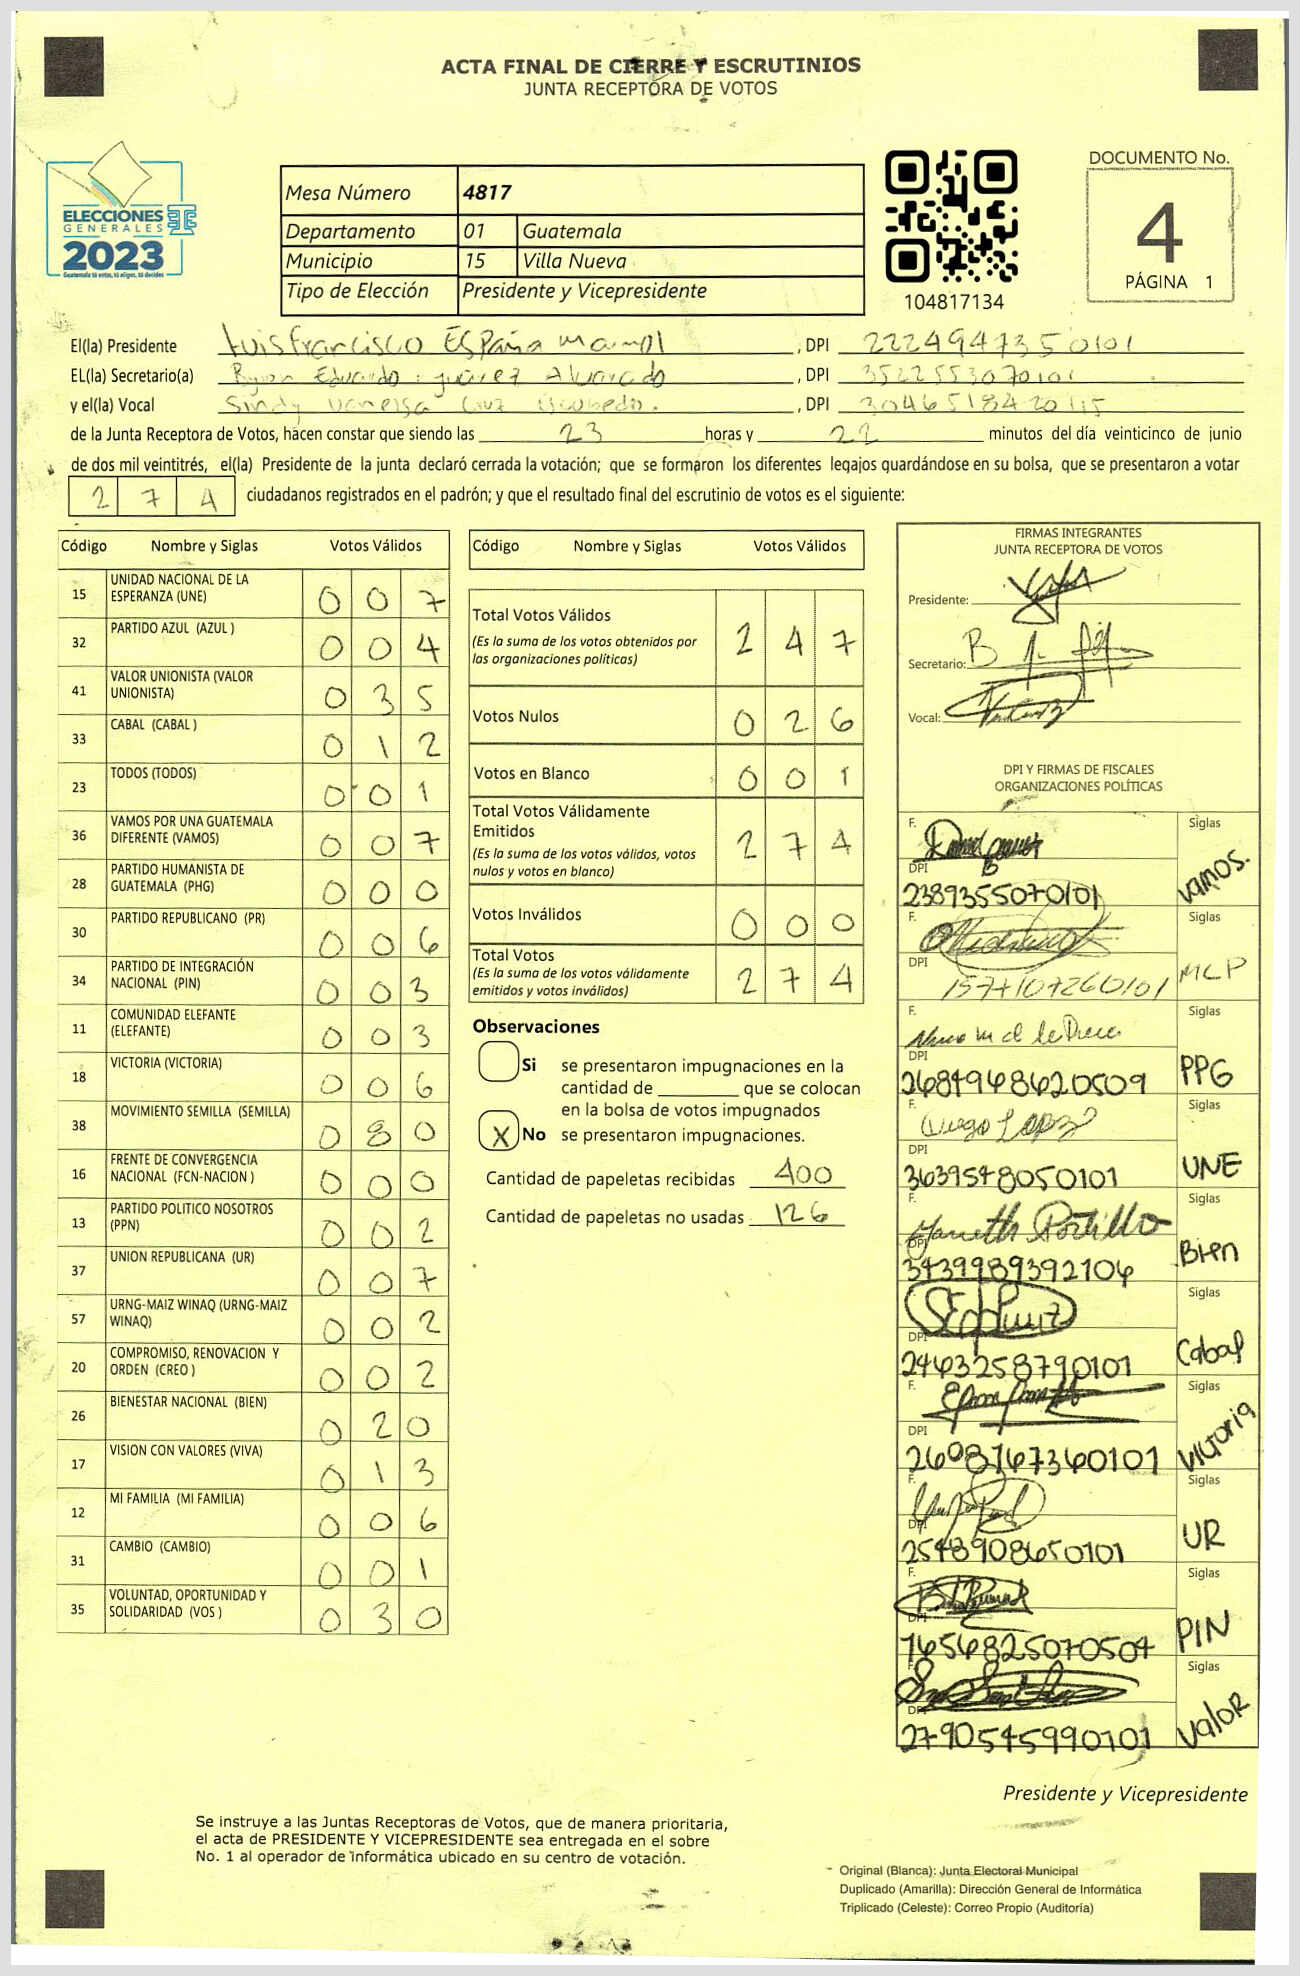 ACTA FINAL DE CIERRE Y ESCRUTINIOS
JUNTA RECEPTORA DE VOTOS
ELECCIONES
GENERALES
2023
Guatemala tú entas, tú eliges, tú decides
Mesa Número 4817
Departamento 01 Guatemala
Municipio 15 Villa Nueva
Tipo de Elección Presidente y Vicepresidente
104817134
DOCUMENTO No.
4
PÁGINA 1
El(la) Presidente Luis francisco España , DPI 2224947350101
EL(la) Secretario(a) Byron Eduardo Juarez Alvarado , DPI 3522553070101
y el(la) Vocal Sindy Vanessa Cruz , DPI 3046518420115
de la Junta Receptora de Votos, hacen constar que siendo las 23 horas y 22 minutos del día veinticinco de junio
de dos mil veintitrés, el(la) Presidente de la junta declaró cerrada la votación; que se formaron los diferentes legajos guardándose en su bolsa, que se presentaron a votar
274 ciudadanos registrados en el padrón; y que el resultado final del escrutinio de votos es el siguiente:
Código Nombre y Siglas Votos Válidos
15 UNIDAD NACIONAL DE LA ESPERANZA (UNE) 0 0 7
32 PARTIDO AZUL (AZUL ) 0 0 4
41 VALOR UNIONISTA (VALOR UNIONISTA) 0 3 5
33 CABAL (CABAL ) 0 1 2
23 TODOS (TODOS) 0 0 1
36 VAMOS POR UNA GUATEMALA DIFERENTE (VAMOS) 0 0 7
28 PARTIDO HUMANISTA DE GUATEMALA (PHG) 0 0 0
30 PARTIDO REPUBLICANO (PR) 0 0 6
34 PARTIDO DE INTEGRACIÓN NACIONAL (PIN) 0 0 3
11 COMUNIDAD ELEFANTE (ELEFANTE) 0 0 3
18 VICTORIA (VICTORIA) 0 0 6
38 MOVIMIENTO SEMILLA (SEMILLA) 0 8 0
16 FRENTE DE CONVERGENCIA NACIONAL (FCN-NACION ) 0 0 0
13 PARTIDO POLITICO NOSOTROS (PPN) 0 0 2
37 UNION REPUBLICANA (UR) 0 0 7
57 URNG-MAIZ WINAQ (URNG-MAIZ WINAQ) 0 0 2
20 COMPROMISO, RENOVACION Y ORDEN (CREO ) 0 0 2
26 BIENESTAR NACIONAL (BIEN) 0 2 0
17 VISION CON VALORES (VIVA) 0 1 3
12 MI FAMILIA (MI FAMILIA) 0 0 6
31 CAMBIO (CAMBIO) 0 0 1
35 VOLUNTAD, OPORTUNIDAD Y SOLIDARIDAD (VOS ) 0 3 0
Código Nombre y Siglas Votos Válidos
Total Votos Válidos 2 4 7
(Es la suma de los votos obtenidos por
las organizaciones políticas)
Votos Nulos 0 2 6
Votos en Blanco 0 0 1
Total Votos Válidamente
Emitidos 2 7 4
(Es la suma de los votos válidos, votos
nulos y votos en blanco)
Votos Inválidos 0 0 0
Total Votos 2 7 4
(Es la suma de los votos válidamente
emitidos y votos inválidos)
Observaciones
Si se presentaron impugnaciones en la
cantidad de ________ que se colocan
en la bolsa de votos impugnados
X No se presentaron impugnaciones.
Cantidad de papeletas recibidas 400
Cantidad de papeletas no usadas 126
FIRMAS INTEGRANTES
JUNTA RECEPTORA DE VOTOS
Presidente:
Secretario:
Vocal:
DPI Y FIRMAS DE FISCALES
ORGANIZACIONES POLÍTICAS
F. Siglas
DPI 2389355070101 VAMOS.
F. Siglas
DPI 1574107260101 MLP
F. Siglas
DPI 2684948620509 PPG
F. Diego Lopez Siglas
DPI 3639548050101 UNE
F. Yaneth Portillo Siglas
DPI 3439989392106 Bien
F. Siglas
DPI 2463258790101 Cabal
F. Siglas
DPI 2608767360101 Victoria
F. Siglas
DPI 2548908650101 UR
F. Siglas
DPI 1656825070504 PIN
F. Siglas
DPI 2790545990101 Valor
Presidente y Vicepresidente
Se instruye a las Juntas Receptoras de Votos, que de manera prioritaria,
el acta de PRESIDENTE Y VICEPRESIDENTE sea entregada en el sobre
No. 1 al operador de informática ubicado en su centro de votación.
Original (Blanca): Junta Electoral Municipal
Duplicado (Amarilla): Dirección General de Informática
Triplicado (Celeste): Correo Propio (Auditoría)